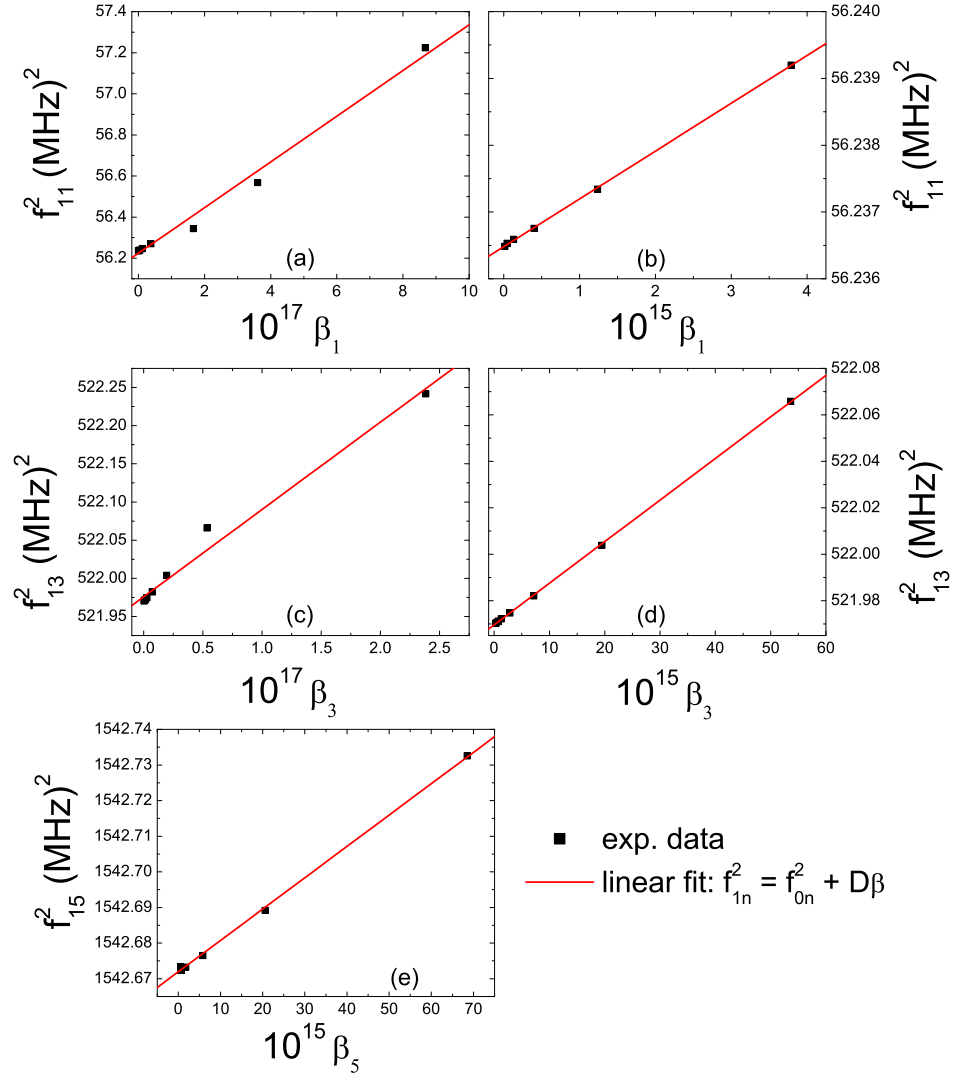 57.4
57.2
56.8
56.6
56.4
56.2
f²₁₁ (MHz)²
(a)
0 2 4 6 8 10
10¹⁷ β₁
56.240
56.239
56.238
56.237
56.236
f²₁₁ (MHz)²
(b)
0 1 2 3 4
10¹⁵ β₁
522.25
522.20
522.15
522.10
522.05
522.00
521.95
f²₁₃ (MHz)²
(c)
0.0 0.5 1.0 1.5 2.0 2.5
10¹⁷ β₃
522.08
522.06
522.04
522.02
522.00
521.98
f²₁₃ (MHz)²
(d)
0 10 20 30 40 50 60
10¹⁵ β₃
1542.74
1542.73
1542.71
1542.70
1542.69
1542.68
1542.67
f²₁₅ (MHz)²
(e)
0 10 20 30 40 50 60 70
10¹⁵ β₅
exp. data
linear fit: f²₁ₙ = f²₀ₙ + Dβ